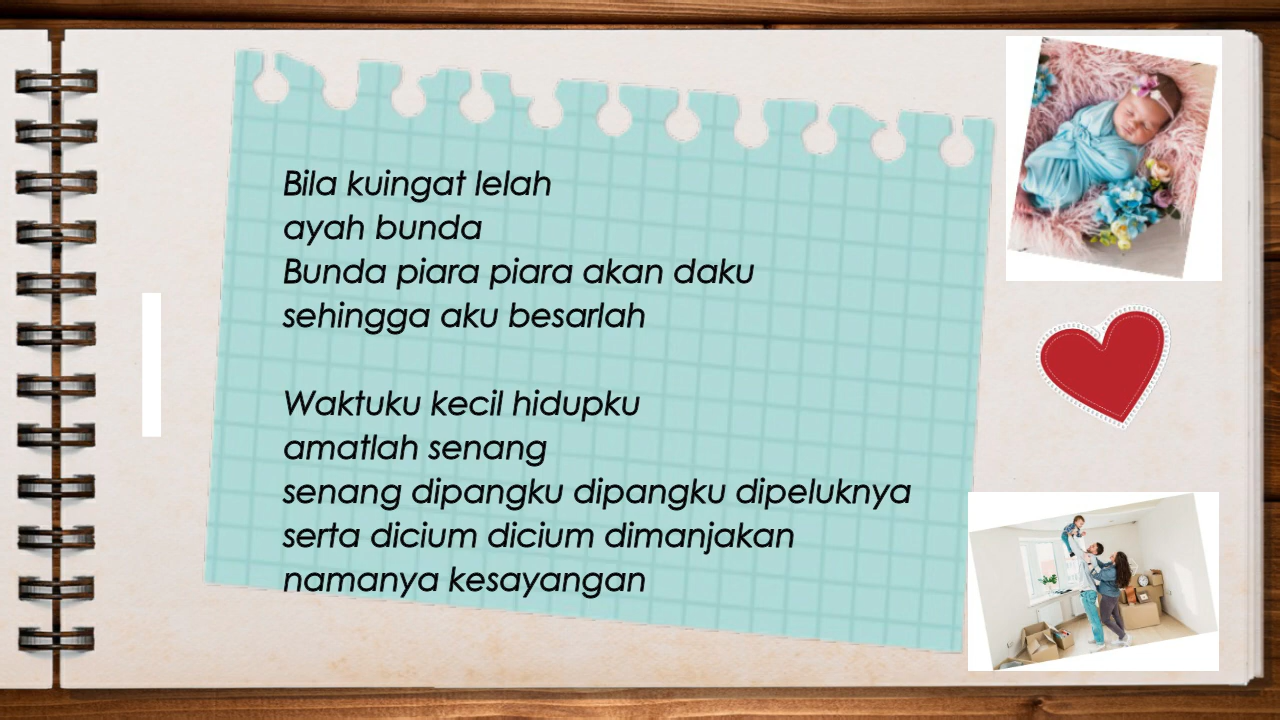 Bila kuingat lelah
ayah bunda
Bunda piara piara akan daku
sehingga aku besarlah
Waktuku kecil hidupku
amatlah senang
senang dipangku dipangku dipeluknya
serta dicium dicium dimanjakan
namanya kesayangan